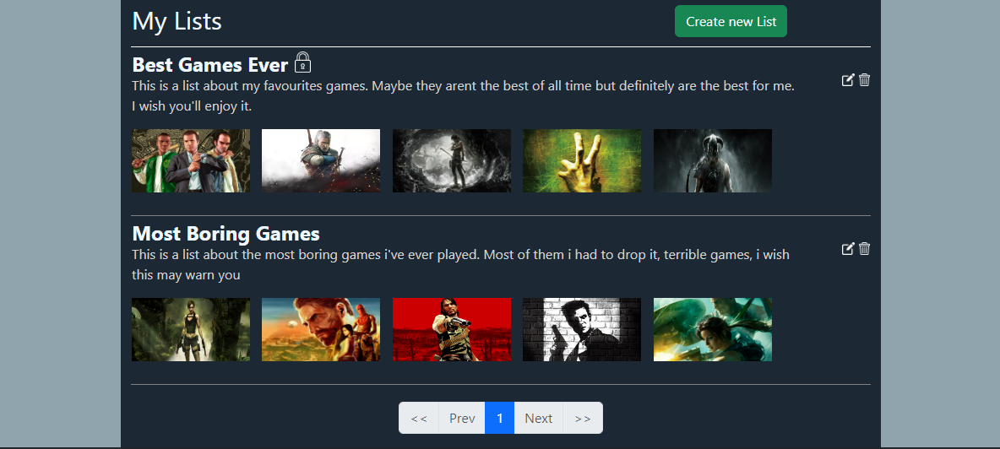 My Lists
Create new List
Best Games Ever
This is a list about my favourites games. Maybe they arent the best of all time but definitely are the best for me.
I wish you'll enjoy it.
Most Boring Games
This is a list about the most boring games i've ever played. Most of them i had to drop it, terrible games, i wish
this may warn you
<< Prev 1 Next >>